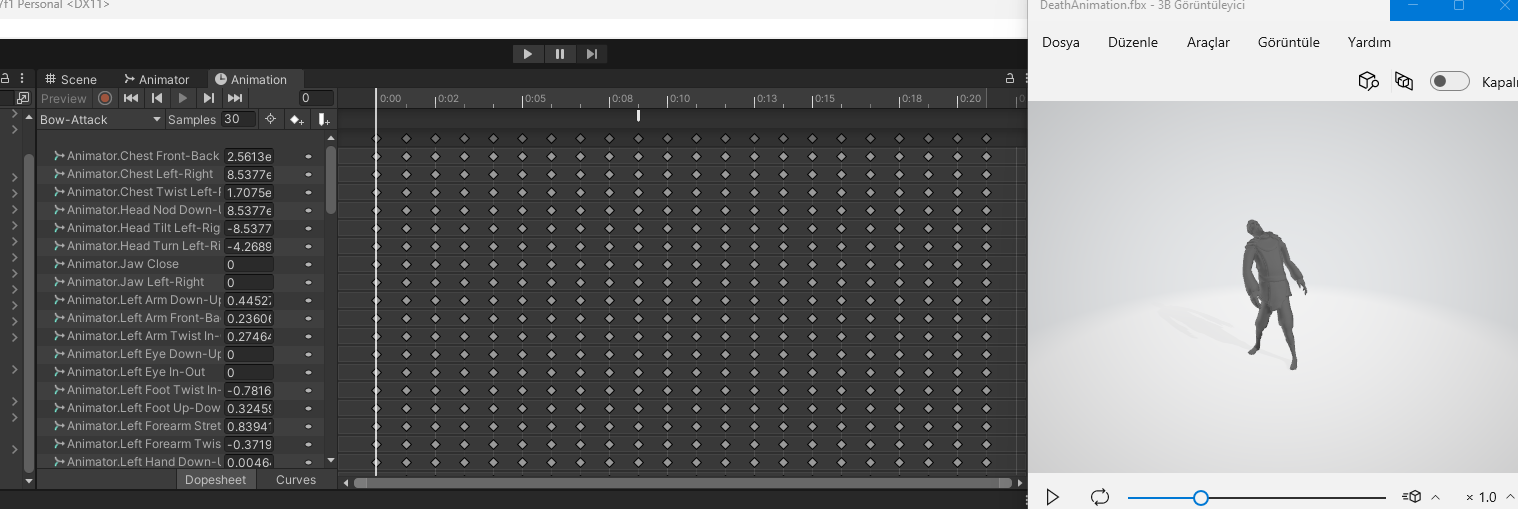 f1 Personal <DX11>
DeathAnimation.fbx - 3B Görüntüleyici
Dosya Düzenle Araçlar Görüntüle Yardım
Scene Animator Animation
Preview 0 0:00 0:02 0:05 0:08 0:10 0:13 0:15 0:18 0:20
Kapalı
Bow-Attack Samples 30
Animator.Chest Front-Back 2.5613e
Animator.Chest Left-Right 8.5377e
Animator.Chest Twist Left-R 1.7075e
Animator.Head Nod Down-U 8.5377e
Animator.Head Tilt Left-Rig -8.5377
Animator.Head Turn Left-Ri -4.2689
Animator.Jaw Close 0
Animator.Jaw Left-Right 0
Animator.Left Arm Down-Up 0.44527
Animator.Left Arm Front-Ba 0.23606
Animator.Left Arm Twist In- 0.27464
Animator.Left Eye Down-Up 0
Animator.Left Eye In-Out 0
Animator.Left Foot Twist In- -0.7816
Animator.Left Foot Up-Dow 0.32459
Animator.Left Forearm Stret 0.83941
Animator.Left Forearm Twis -0.3719
Animator.Left Hand Down-U 0.0046
Dopesheet Curves
× 1.0